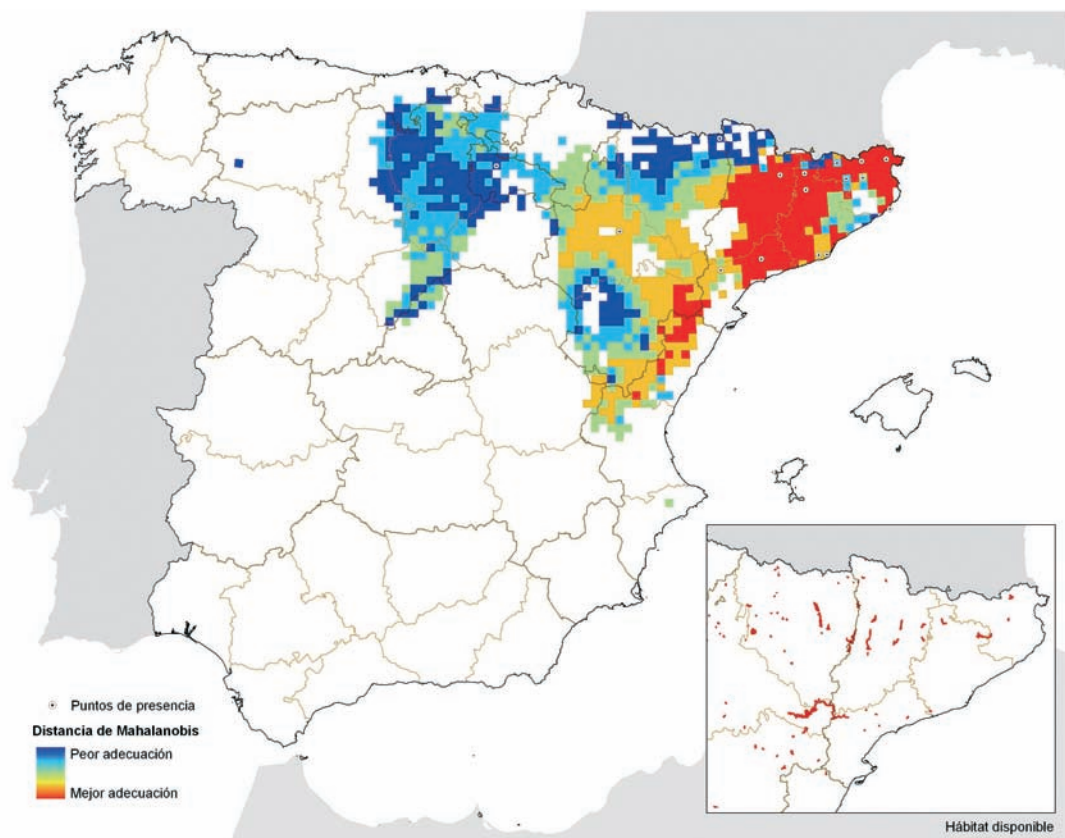 Puntos de presencia
Distancia de Mahalanobis
Peor adecuación
Mejor adecuación
Hábitat disponible